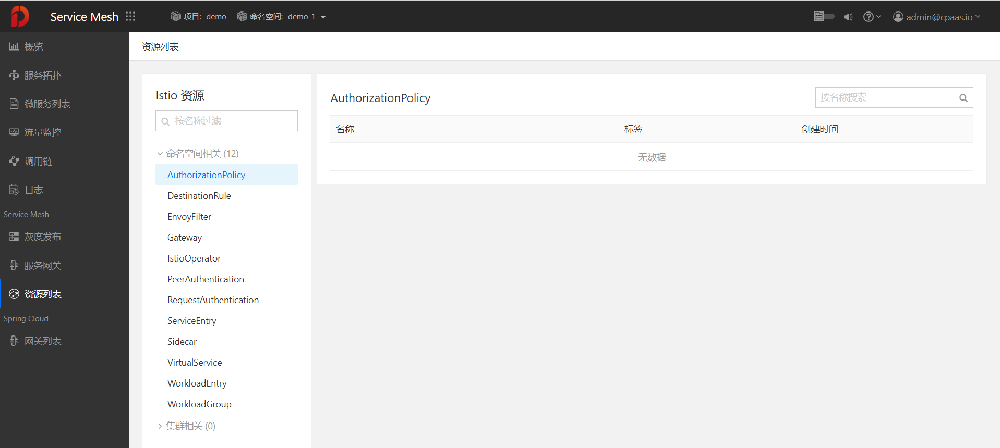 Service Mesh 项目: demo 命名空间: demo-1 admin@cpaas.io
概览
服务拓扑
微服务列表
流量监控
调用链
日志
Service Mesh
灰度发布
服务网关
资源列表
Spring Cloud
网关列表
资源列表
Istio 资源
按名称过滤
命名空间相关 (12)
AuthorizationPolicy
DestinationRule
EnvoyFilter
Gateway
IstioOperator
PeerAuthentication
RequestAuthentication
ServiceEntry
Sidecar
VirtualService
WorkloadEntry
WorkloadGroup
集群相关 (0)
AuthorizationPolicy
按名称搜索
名称 标签 创建时间
无数据